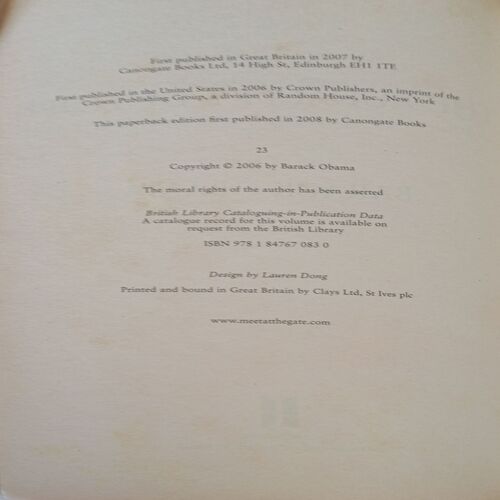 First published in Great Britain in 2007 by
Canongate Books Ltd, 14 High St, Edinburgh EH1 1TE
First published in the United States in 2006 by Crown Publishers, an imprint of the
Crown Publishing Group, a division of Random House, Inc., New York
This paperback edition first published in 2008 by Canongate Books
23
Copyright © 2006 by Barack Obama
The moral rights of the author has been asserted
British Library Cataloguing-in-Publication Data
A catalogue record for this volume is available on
request from the British Library
ISBN 978 1 84767 083 0
Design by Lauren Dong
Printed and bound in Great Britain by Clays Ltd, St Ives plc
www.meetatthegate.com